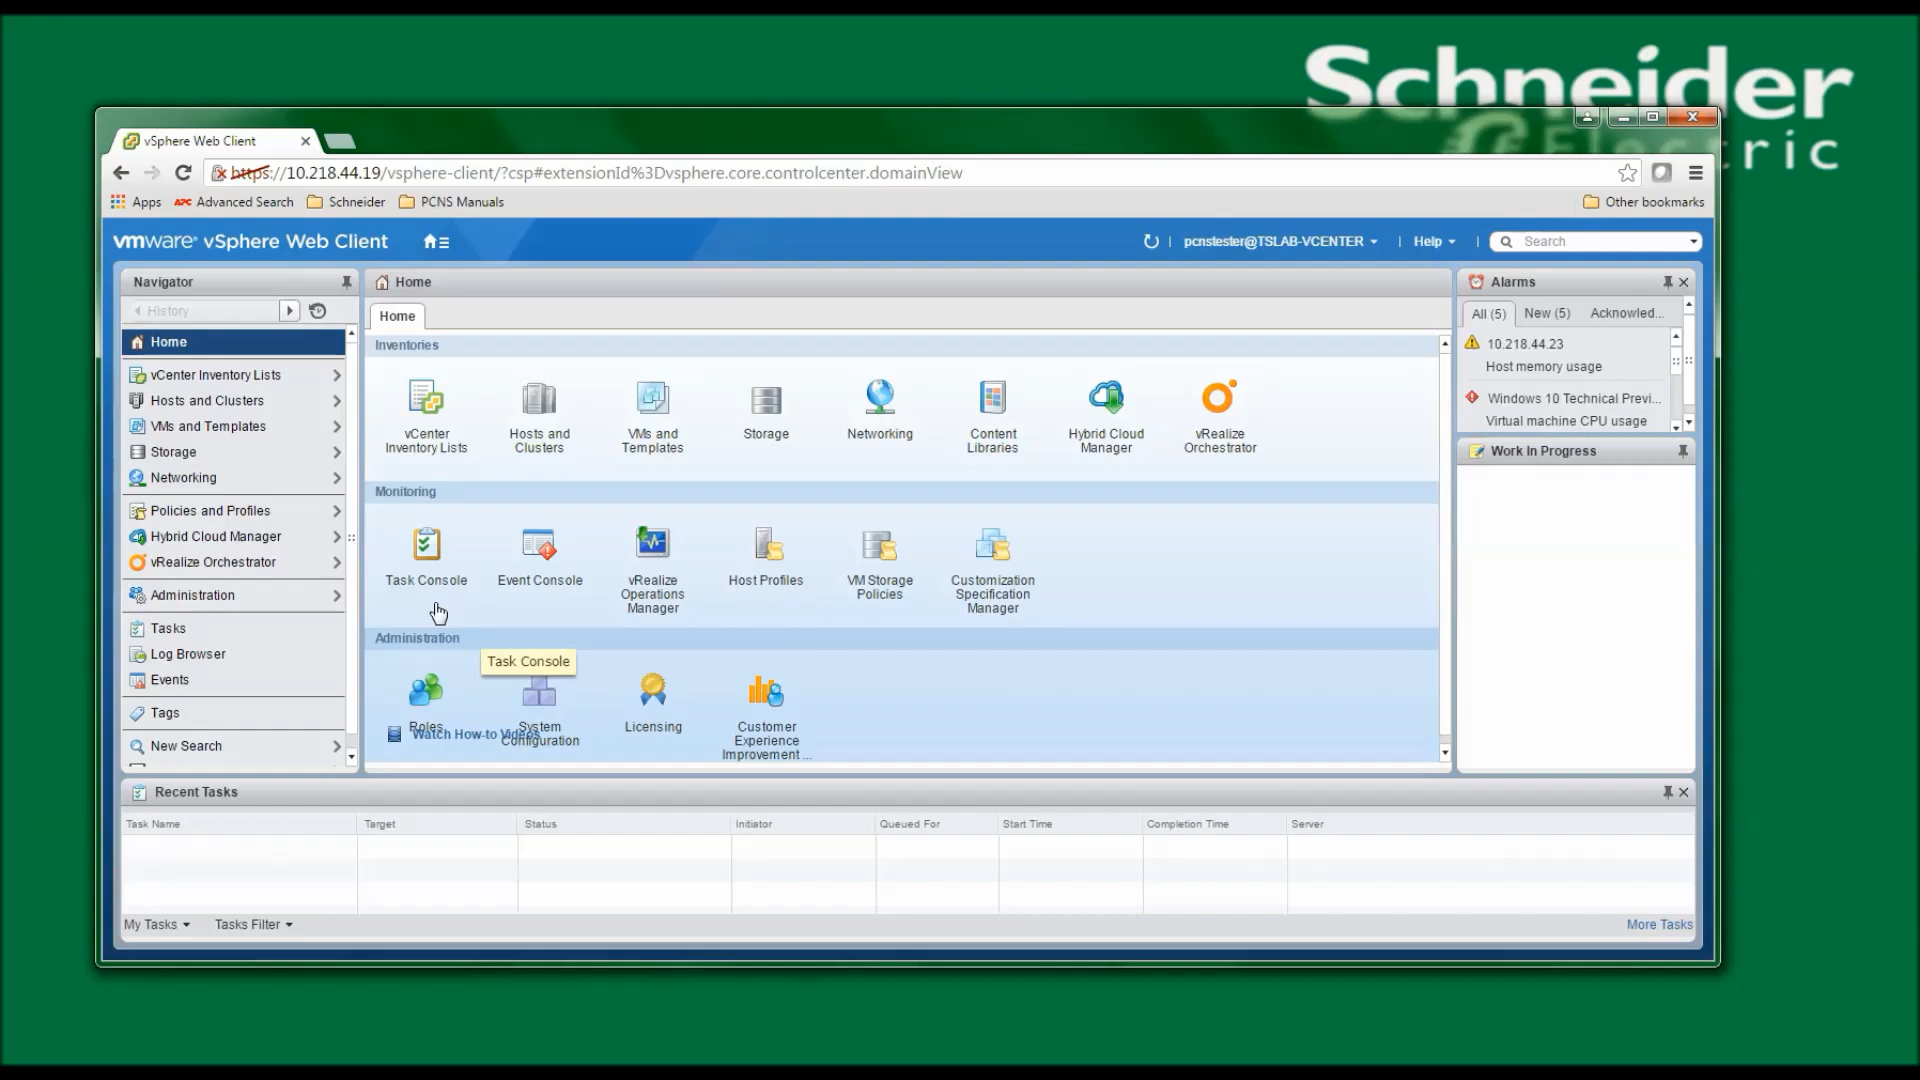 Schneider
Electric
vSphere Web Client
https://10.218.44.19/vsphere-client/?csp#extensionId%3Dvsphere.core.controlcenter.domainView
Apps
APC Advanced Search
Schneider
PCNS Manuals
Other bookmarks
vmware® vSphere Web Client
pcnstester@TSLAB-VCENTER
Help
Search
Navigator
History
Home
vCenter Inventory Lists
Hosts and Clusters
VMs and Templates
Storage
Networking
Policies and Profiles
Hybrid Cloud Manager
vRealize Orchestrator
Administration
Tasks
Log Browser
Events
Tags
New Search
Home
Home
Inventories
vCenter
Inventory Lists
Hosts and
Clusters
VMs and
Templates
Storage
Networking
Content
Libraries
Hybrid Cloud
Manager
vRealize
Orchestrator
Monitoring
Task Console
Event Console
vRealize
Operations
Manager
Host Profiles
VM Storage
Policies
Customization
Specification
Manager
Administration
Task Console
Roles
System
Configuration
Licensing
Customer
Experience
Improvement ...
Watch How-to Videos
Alarms
All (5)
New (5)
Acknowled...
10.218.44.23
Host memory usage
Windows 10 Technical Previ...
Virtual machine CPU usage
Work In Progress
Recent Tasks
Task Name
Target
Status
Initiator
Queued For
Start Time
Completion Time
Server
My Tasks
Tasks Filter
More Tasks